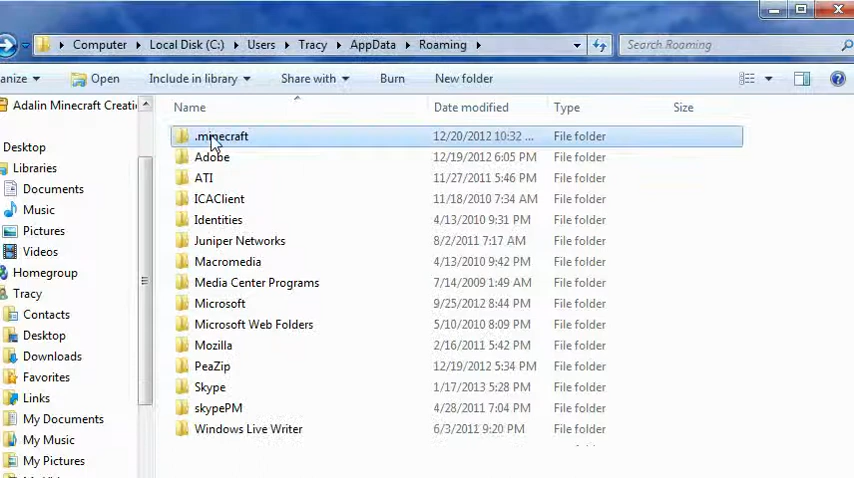 Computer Local Disk (C:) Users Tracy AppData Roaming Search Roaming
anize Open Include in library Share with Burn New folder
Name Date modified Type Size
Adalin Minecraft Creati
Desktop
Libraries
Documents
Music
Pictures
Videos
Homegroup
Tracy
Contacts
Desktop
Downloads
Favorites
Links
My Documents
My Music
My Pictures
.minecraft 12/20/2012 10:32 ... File folder
Adobe 12/19/2012 6:05 PM File folder
ATI 11/27/2011 5:46 PM File folder
ICAClient 11/18/2010 7:34 AM File folder
Identities 4/13/2010 9:31 PM File folder
Juniper Networks 8/2/2011 7:17 AM File folder
Macromedia 4/13/2010 9:42 PM File folder
Media Center Programs 7/14/2009 1:49 AM File folder
Microsoft 9/25/2012 8:44 PM File folder
Microsoft Web Folders 5/10/2010 8:09 PM File folder
Mozilla 2/16/2011 5:42 PM File folder
PeaZip 12/19/2012 5:34 PM File folder
Skype 1/17/2013 5:28 PM File folder
skypePM 4/28/2011 7:04 PM File folder
Windows Live Writer 6/3/2011 9:20 PM File folder